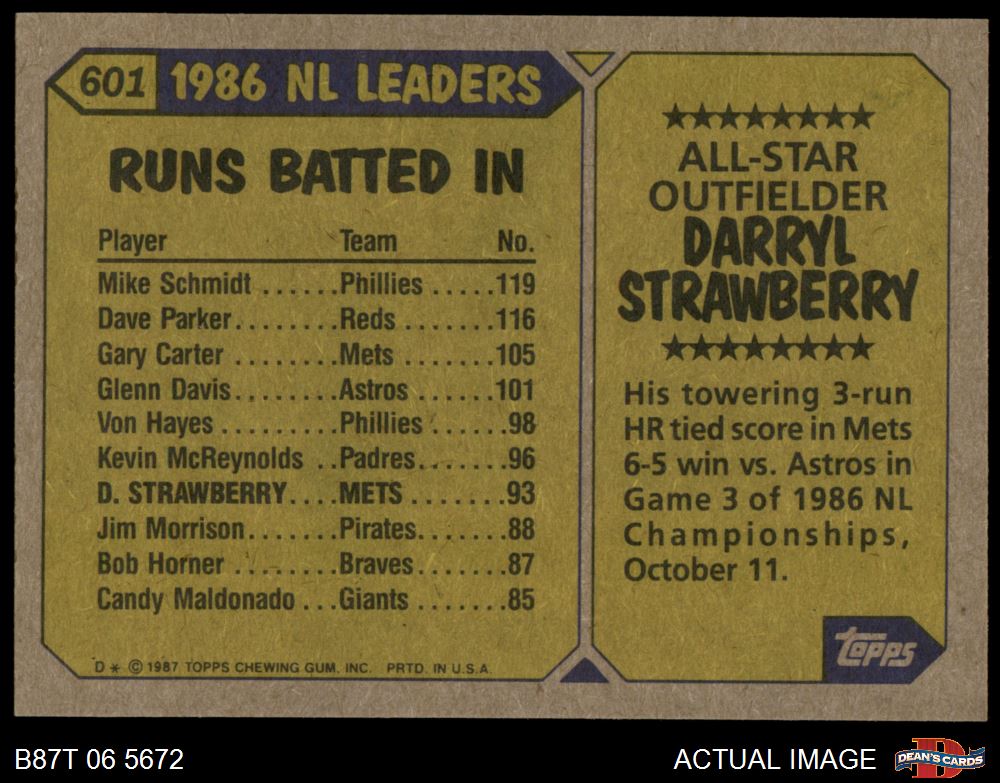 601 1986 NL LEADERS
RUNS BATTED IN
Player Team No.
Mike Schmidt ......Phillies .....119
Dave Parker........Reds ........116
Gary Carter ........Mets ........105
Glenn Davis........Astros .......101
Von Hayes .........Phillies ......98
Kevin McReynolds ..Padres.......96
D. STRAWBERRY....METS ........93
Jim Morrison.......Pirates.......88
Bob Horner ........Braves.......87
Candy Maldonado ...Giants .......85
D * © 1987 TOPPS CHEWING GUM. INC. PRTD. IN U.S.A.
★★★★★★★★
ALL-STAR
OUTFIELDER
DARRYL
STRAWBERRY
★★★★★★★★
His towering 3-run
HR tied score in Mets
6-5 win vs. Astros in
Game 3 of 1986 NL
Championships,
October 11.
Topps
B87T 06 5672
ACTUAL IMAGE
DEAN'S CARDS